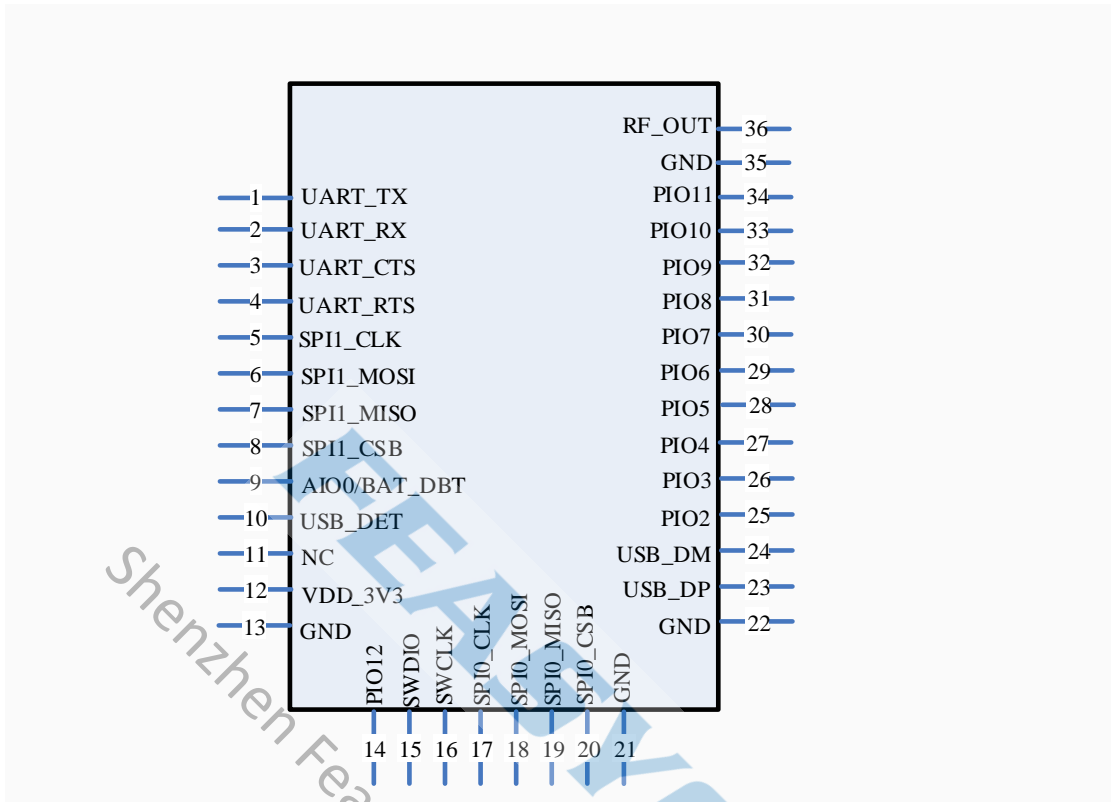 RF_OUT 36
GND 35
1 UART_TX PIO11 34
2 UART_RX PIO10 33
3 UART_CTS PIO9 32
4 UART_RTS PIO8 31
5 SPI1_CLK PIO7 30
6 SPI1_MOSI PIO6 29
7 SPI1_MISO PIO5 28
8 SPI1_CSB PIO4 27
9 AIO0/BAT_DBT PIO3 26
10 USB_DET PIO2 25
11 NC USB_DM 24
12 VDD_3V3 USB_DP 23
13 GND GND 22
PIO12 SWDIO SWCLK SPI0_CLK SPI0_MOSI SPI0_MISO SPI0_CSB GND
14 15 16 17 18 19 20 21
Shenzhen